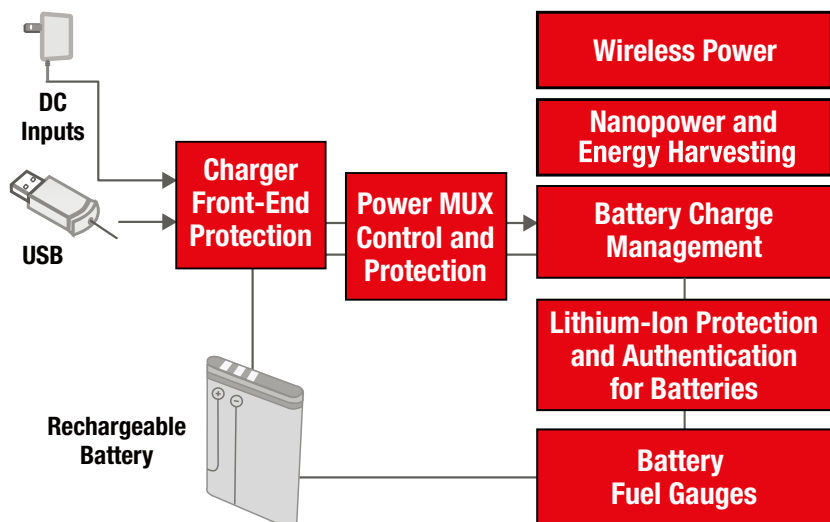 DC
Inputs
USB
Charger
Front-End
Protection
Power MUX
Control and
Protection
Wireless Power
Nanopower and
Energy Harvesting
Battery Charge
Management
Lithium-Ion Protection
and Authentication
for Batteries
Battery
Fuel Gauges
Rechargeable
Battery
+
−